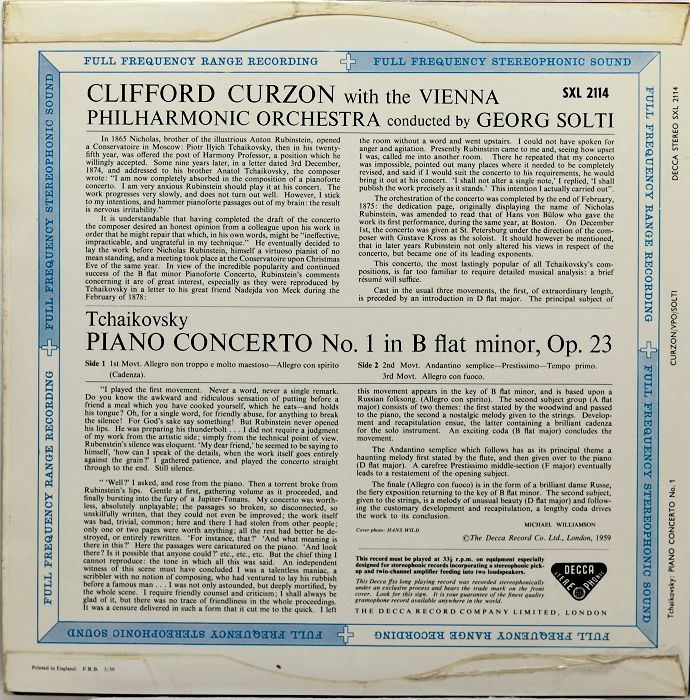 FULL FREQUENCY RANGE RECORDING
FULL FREQUENCY STEREOPHONIC SOUND
CLIFFORD CURZON with the VIENNA
SXL 2114
PHILHARMONIC ORCHESTRA conducted by GEORG SOLTI
In 1865 Nicholas, brother of the illustrious Anton Rubinstein, opened
a Conservatoire in Moscow: Piotr Ilyich Tchaikovsky, then in his twenty-
fifth year, was offered the post of Harmony Professor, a position which he
willingly accepted. Some nine years later, in a letter dated 3rd December,
1874, and addressed to his brother Anatol Tchaikovsky, the composer
wrote: "I am now completely absorbed in the composition of a pianoforte
concerto. I am very anxious Rubinstein should play it at his concert. The
work progresses very slowly, and does not turn out well. However, I stick
to my intentions, and hammer pianoforte passages out of my brain: the result
is nervous irritability."
It is understandable that having completed the draft of the concerto
the composer desired an honest opinion from a colleague upon his work in
order that he might repair that which, in his own words, might be "ineffective,
impracticable, and ungrateful in my technique." He eventually decided to
lay the work before Nicholas Rubinstein, himself a virtuoso pianist of no
mean standing, and a meeting took place at the Conservatoire upon Christmas
Eve of the same year. In view of the incredible popularity and continued
success of the B flat minor Pianoforte Concerto, Rubinstein's comments
concerning it are of great interest, especially as they were reproduced by
Tchaikovsky in a letter to his great friend Nadejda von Meck during the
February of 1878:
the room without a word and went upstairs. I could not have spoken for
anger and agitation. Presently Rubinstein came to me and, seeing how upset
I was, called me into another room. There he repeated that my concerto
was impossible, pointed out many places where it needed to be completely
revised, and said if I would suit the concerto to his requirements, he would
bring it out at his concert. 'I shall not alter a single note,' I replied, 'I shall
publish the work precisely as it stands.' This intention I actually carried out".
The orchestration of the concerto was completed by the end of February,
1875: the dedication page, originally displaying the name of Nicholas
Rubinstein, was amended to read that of Hans von Bülow who gave the
work its first performance, during the same year, at Boston. On December
1st, the concerto was given at St. Petersburg under the direction of the com-
poser with Gustave Kross as the soloist. It should however be mentioned,
that in later years Rubinstein not only altered his views in respect of the
concerto, but became one of its leading exponents.
This concerto, the most lastingly popular of all Tchaikovsky's com-
positions, is far too familiar to require detailed musical analysis: a brief
résumé will suffice.
Cast in the usual three movements, the first, of extraordinary length,
is preceded by an introduction in D flat major. The principal subject of
Tchaikovsky
PIANO CONCERTO No. 1 in B flat minor, Op. 23
Side 1 1st Movt. Allegro non troppo e molto maestoso—Allegro con spirito
(Cadenza).
Side 2 2nd Movt. Andantino semplice—Prestissimo—Tempo primo.
3rd Movt. Allegro con fuoco.
"I played the first movement. Never a word, never a single remark.
Do you know the awkward and ridiculous sensation of putting before a
friend a meal which you have cooked yourself, which he eats—and holds
his tongue? Oh, for a single word, for friendly abuse, for anything to break
the silence! For God's sake say something! But Rubinstein never opened
his lips. He was preparing his thunderbolt . . . I did not require a judgment
of my work from the artistic side; simply from the technical point of view.
Rubinstein's silence was eloquent. 'My dear friend,' he seemed to be saying to
himself, 'how can I speak of the details, when the work itself goes entirely
against the grain?' I gathered patience, and played the concerto straight
through to the end. Still silence.
" 'Well?' I asked, and rose from the piano. Then a torrent broke from
Rubinstein's lips. Gentle at first, gathering volume as it proceeded, and
finally bursting into the fury of a Jupiter-Tonans. My concerto was worth-
less, absolutely unplayable; the passages so broken, so disconnected, so
unskilfully written, that they could not even be improved; the work itself
was bad, trivial, common; here and there I had stolen from other people;
only one or two pages were worth anything; all the rest had better be de-
stroyed, or entirely rewritten. 'For instance, that?' 'And what meaning is
there in this?' Here the passages were caricatured on the piano. 'And look
there? Is it possible that anyone could?' etc., etc., etc. But the chief thing I
cannot reproduce: the tone in which all this was said. An independent
witness of this scene must have concluded I was a talentless maniac, a
scribbler with no notion of composing, who had ventured to lay his rubbish
before a famous man . . . I was not only astounded, but deeply mortified, by
the whole scene. I require friendly counsel and criticism; I shall always be
glad of it, but there was no trace of friendliness in the whole proceedings.
It was a censure delivered in such a form that it cut me to the quick. I left
this movement appears in the key of B flat minor, and is based upon a
Russian folksong. (Allegro con spirito). The second subject group (A flat
major) consists of two themes: the first stated by the woodwind and passed
to the piano, the second a nostalgic melody given to the strings. Develop-
ment and recapitulation ensue, the latter containing a brilliant cadenza
for the solo instrument. An exciting coda (B flat major) concludes the
movement.
The Andantino semplice which follows has as its principal theme a
haunting melody first stated by the flute, and then given over to the piano
(D flat major). A carefree Prestissimo middle-section (F major) eventually
leads to a restatement of the opening subject.
The finale (Allegro con fuoco) is in the form of a brilliant danse Russe,
the fiery exposition returning to the key of B flat minor. The second subject,
given to the strings, is a melody of unusual beauty (D flat major) and follow-
ing the customary development and recapitulation, a lengthy coda drives
the work to its conclusion.
MICHAEL WILLIAMSON
Cover photo: HANS WILD
©The Decca Record Co. Ltd., London, 1959
This record must be played at 33⅓ r.p.m. on equipment especially
designed for stereophonic records incorporating a stereophonic pick-
up and twin-channel amplifier feeding into two loudspeakers.
This Decca ffss long playing record was recorded stereophonically
under an exclusive process and bears the trade mark on the front
cover. Look for this sign. It is your guarantee of the finest quality
gramophone record available anywhere in the world.
DECCA
STEREOPHONIC
THE DECCA RECORD COMPANY LIMITED, LONDON
FULL FREQUENCY STEREOPHONIC SOUND
FULL FREQUENCY RANGE RECORDING
FULL FREQUENCY RANGE RECORDING
FULL FREQUENCY STEREOPHONIC SOUND
FULL FREQUENCY STEREOPHONIC SOUND
FULL FREQUENCY RANGE RECORDING
DECCA STEREO SXL 2114
CURZON/VPO/SOLTI
Tchaikovsky: PIANO CONCERTO No. 1
Printed in England. F.R.B. 3/59